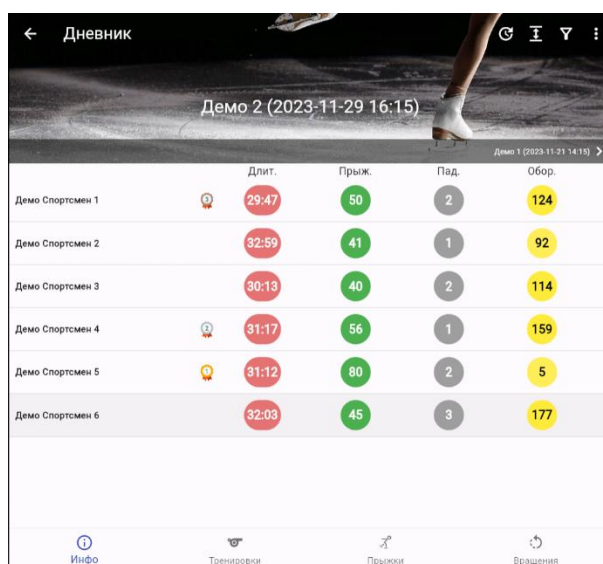 Дневник
Демо 2 (2023-11-29 16:15)
Демо 1 (2023-11-21 14:15)
Длит. Прыж. Пад. Обор.
Демо Спортсмен 1 3 29:47 50 2 124
Демо Спортсмен 2 32:59 41 1 92
Демо Спортсмен 3 30:13 40 2 114
Демо Спортсмен 4 2 31:17 56 1 159
Демо Спортсмен 5 1 31:12 80 2 5
Демо Спортсмен 6 32:03 45 3 177
Инфо Тренировки Прыжки Вращения